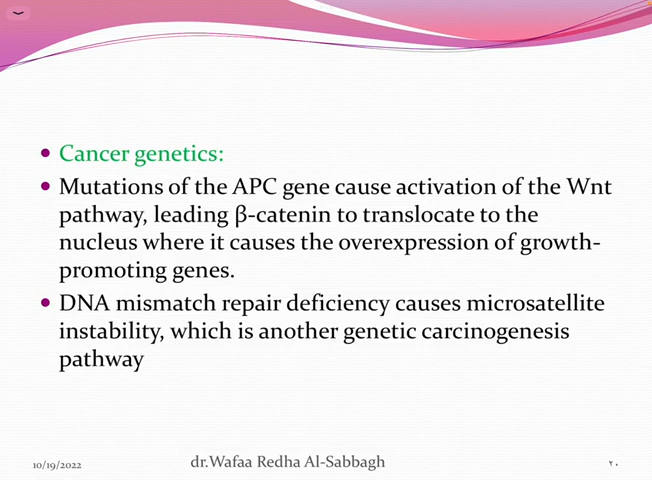 Cancer genetics:
Mutations of the APC gene cause activation of the Wnt
pathway, leading β-catenin to translocate to the
nucleus where it causes the overexpression of growth-
promoting genes.
DNA mismatch repair deficiency causes microsatellite
instability, which is another genetic carcinogenesis
pathway
10/19/2022
dr.Wafaa Redha Al-Sabbagh
٢٠